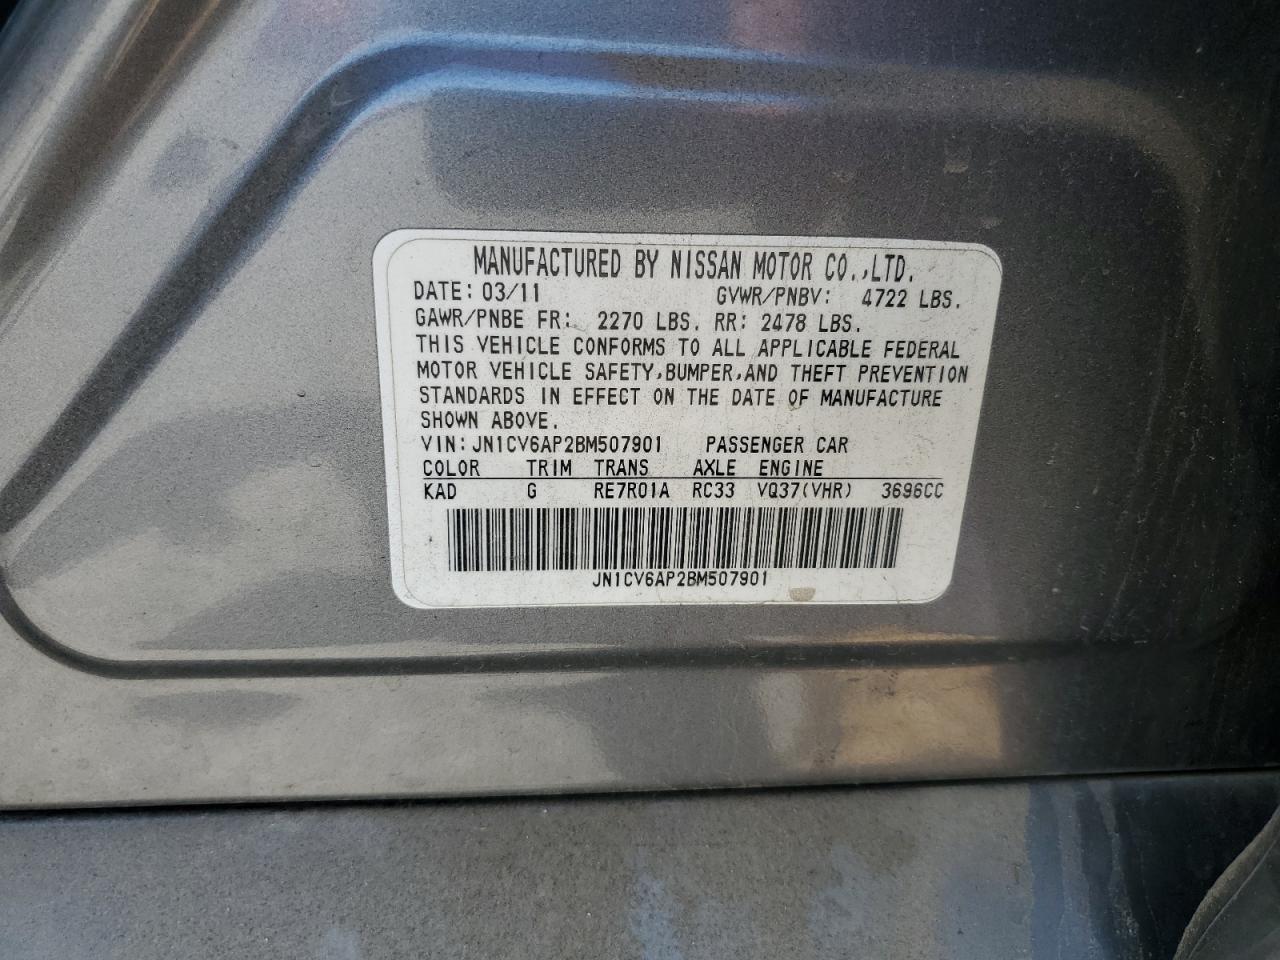 MANUFACTURED BY NISSAN MOTOR CO.,LTD.
DATE: 03/11 GVWR/PNBV: 4722 LBS.
GAWR/PNBE FR: 2270 LBS. RR: 2478 LBS.
THIS VEHICLE CONFORMS TO ALL APPLICABLE FEDERAL
MOTOR VEHICLE SAFETY,BUMPER,AND THEFT PREVENTION
STANDARDS IN EFFECT ON THE DATE OF MANUFACTURE
SHOWN ABOVE.
VIN: JN1CV6AP2BM507901 PASSENGER CAR
COLOR TRIM TRANS AXLE ENGINE
KAD G RE7R01A RC33 VQ37(VHR) 3696CC
JN1CV6AP2BM507901